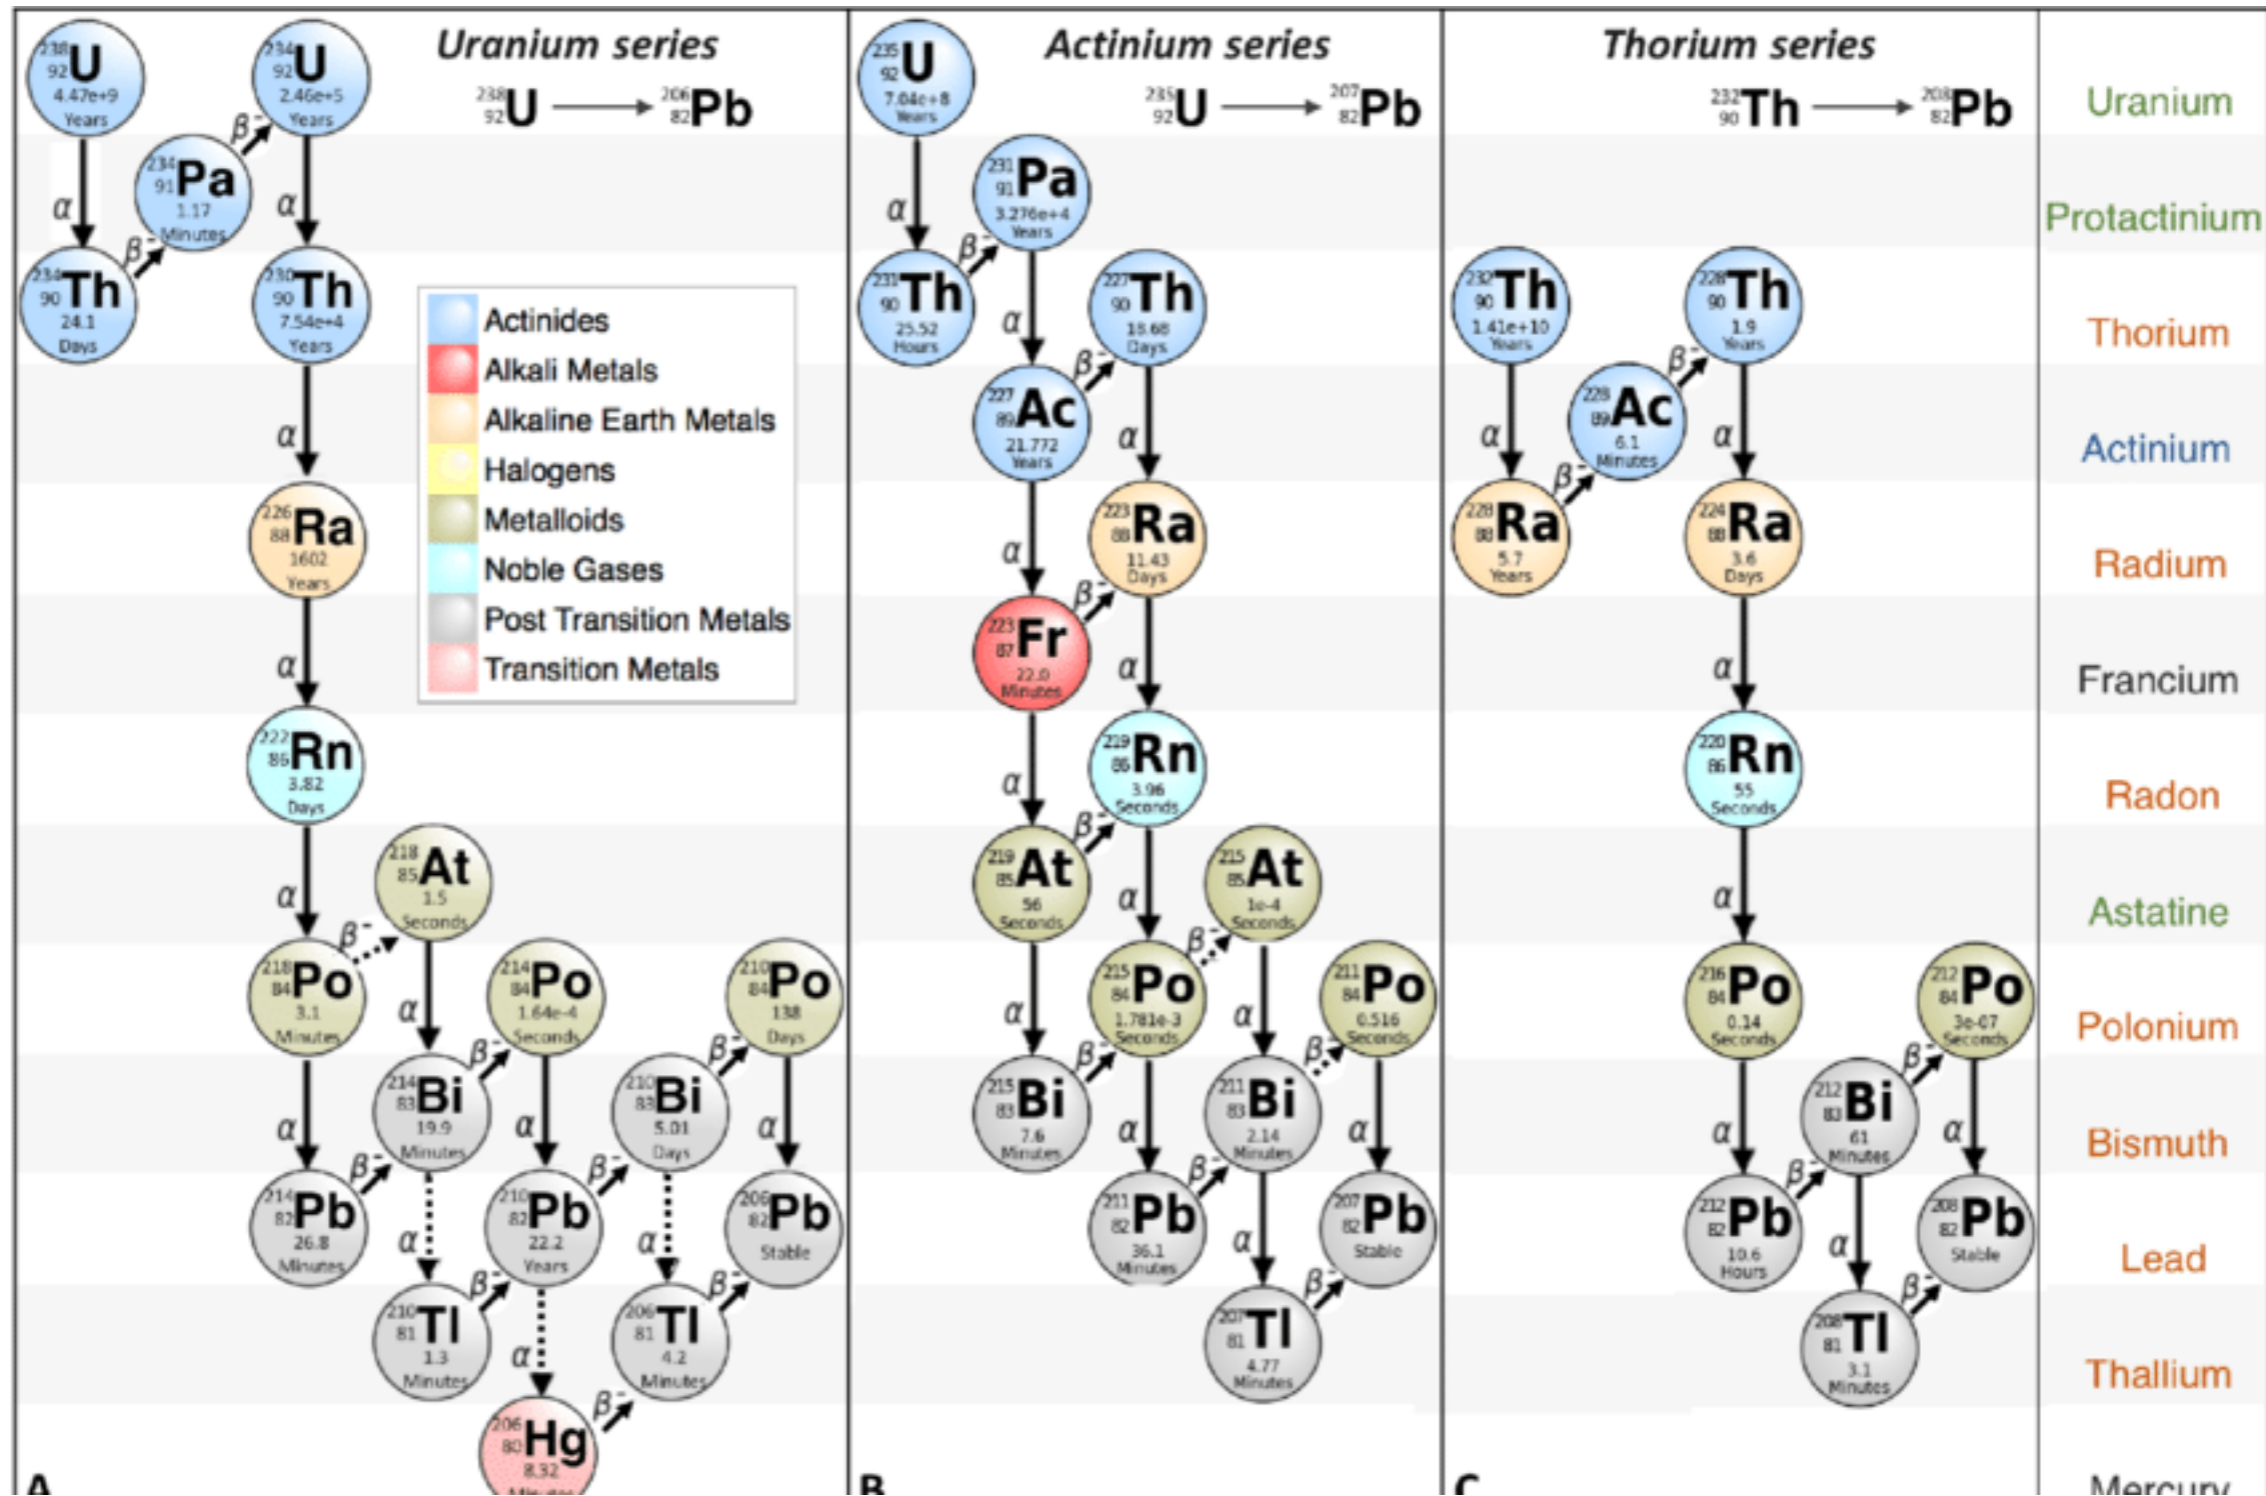 Uranium series
238 92 U → 206 82 Pb
238 92 U 4.47e+9 Years
234 92 U 2.46e+5 Years
α
β-
234 91 Pa 1.17 Minutes
α
β-
234 90 Th 24.1 Days
230 90 Th 7.54e+4 Years
Actinides
Alkali Metals
Alkaline Earth Metals
Halogens
Metalloids
Noble Gases
Post Transition Metals
Transition Metals
α
226 88 Ra 1602 Years
α
222 86 Rn 3.82 Days
α
218 85 At 1.5 Seconds
β-
218 84 Po 3.1 Minutes
α
214 84 Po 1.64e-4 Seconds
210 84 Po 138 Days
α
214 83 Bi 19.9 Minutes
β-
α
210 83 Bi 5.01 Days
β-
α
214 82 Pb 26.8 Minutes
β-
α
210 82 Pb 22.2 Years
β-
α
206 82 Pb Stable
210 81 Tl 1.3 Minutes
β-
α
206 81 Tl 4.2 Minutes
β-
206 80 Hg 8.32 Minutes
β-
A
Actinium series
235 92 U → 207 82 Pb
235 92 U 7.04e+8 Years
α
231 91 Pa 3.276e+4 Years
β-
231 90 Th 25.52 Hours
α
227 90 Th 18.68 Days
β-
227 89 Ac 21.772 Years
α
α
223 88 Ra 11.43 Days
β-
223 87 Fr 22.0 Minutes
α
α
219 86 Rn 3.96 Seconds
β-
219 85 At 56 Seconds
α
215 85 At 1e-4 Seconds
α
215 84 Po 1.781e-3 Seconds
β-
α
211 84 Po 0.516 Seconds
215 83 Bi 7.6 Minutes
β-
α
211 83 Bi 2.14 Minutes
β-
α
211 82 Pb 36.1 Minutes
β-
α
207 82 Pb Stable
207 81 Tl 4.77 Minutes
β-
B
Thorium series
232 90 Th → 208 82 Pb
232 90 Th 1.41e+10 Years
228 90 Th 1.9 Years
α
β-
228 89 Ac 6.1 Minutes
α
β-
228 88 Ra 5.7 Years
224 88 Ra 3.6 Days
α
220 86 Rn 55 Seconds
α
216 84 Po 0.14 Seconds
212 84 Po 3e-07 Seconds
α
212 83 Bi 61 Minutes
β-
α
212 82 Pb 10.6 Hours
β-
α
208 82 Pb Stable
208 81 Tl 3.1 Minutes
β-
C
Uranium
Protactinium
Thorium
Actinium
Radium
Francium
Radon
Astatine
Polonium
Bismuth
Lead
Thallium
Mercury